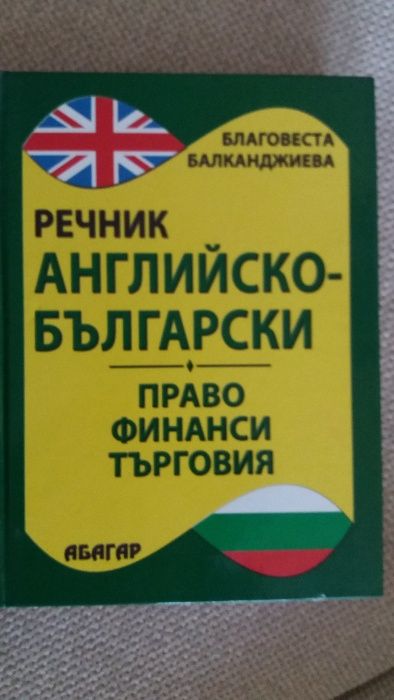 БЛАГОВЕСТА
БАЛКАНДЖИЕВА
РЕЧНИК
АНГЛИЙСКО-
БЪЛГАРСКИ
ПРАВО
ФИНАНСИ
ТЪРГОВИЯ
АБАГАР